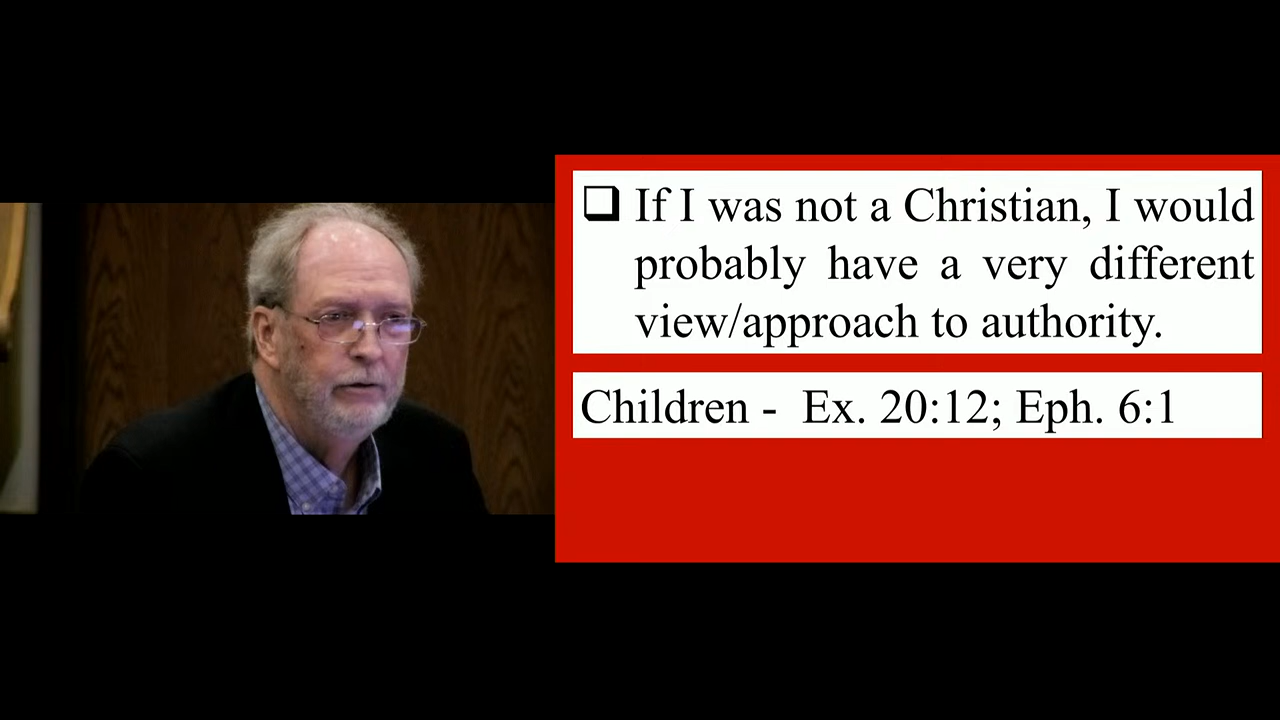 ❑ If I was not a Christian, I would
probably have a very different
view/approach to authority.
Children - Ex. 20:12; Eph. 6:1